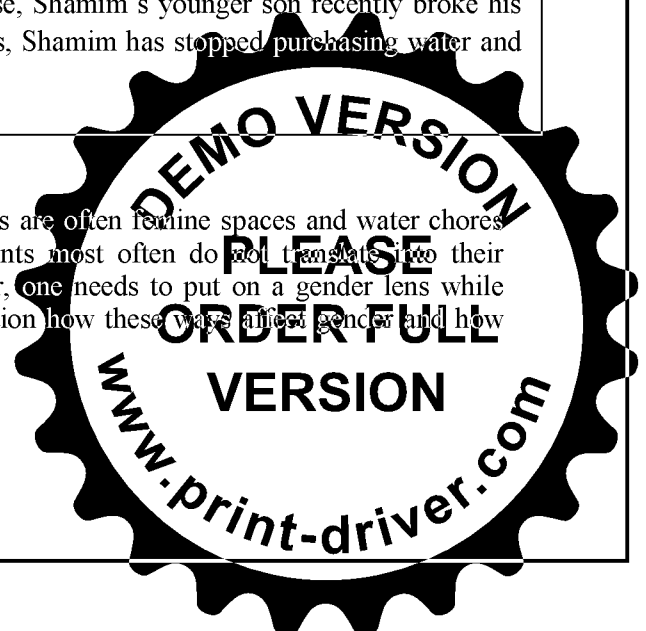 se, Shamim's younger son recently broke his
s, Shamim has stopped purchasing water and
DEMO VERSION
s are often femine spaces and water chores
nts most often do not translate into their
r, one needs to put on a gender lens while
tion how these ways affect gender and how
PLEASE
ORDER FULL
VERSION
www.print-driver.com